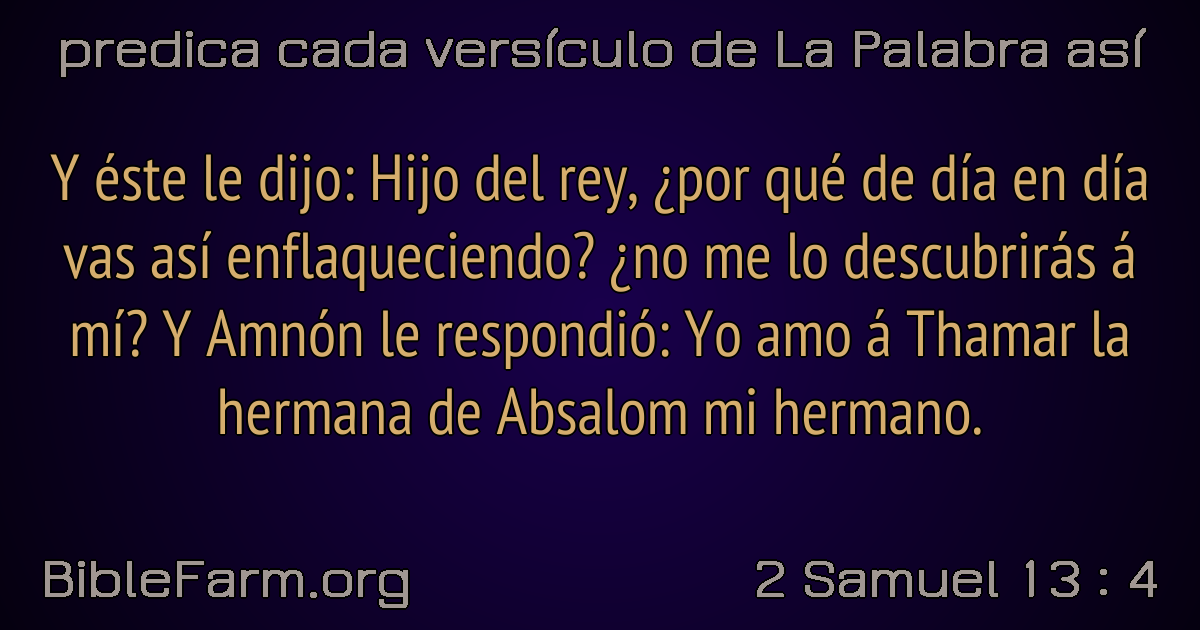 predica cada versículo de La Palabra así
Y éste le dijo: Hijo del rey, ¿por qué de día en día
vas así enflaqueciendo? ¿no me lo descubrirás á
mí? Y Amnón le respondió: Yo amo á Thamar la
hermana de Absalom mi hermano.
BibleFarm.org
2 Samuel 13 : 4